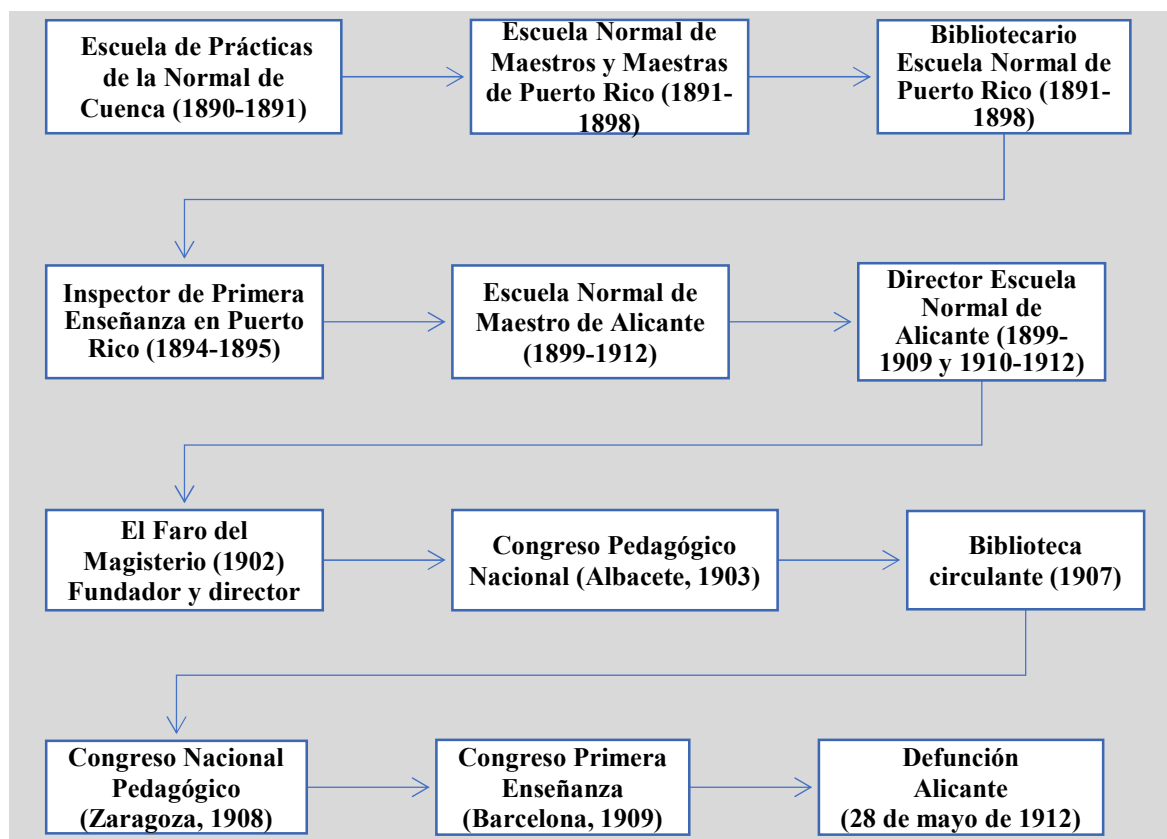 Escuela de Prácticas
de la Normal de
Cuenca (1890-1891)
Escuela Normal de
Maestros y Maestras
de Puerto Rico (1891-
1898)
Bibliotecario
Escuela Normal de
Puerto Rico (1891-
1898)
Inspector de Primera
Enseñanza en Puerto
Rico (1894-1895)
Escuela Normal de
Maestro de Alicante
(1899-1912)
Director Escuela
Normal de
Alicante (1899-
1909 y 1910-1912)
El Faro del
Magisterio (1902)
Fundador y director
Congreso Pedagógico
Nacional (Albacete, 1903)
Biblioteca
circulante (1907)
Congreso Nacional
Pedagógico
(Zaragoza, 1908)
Congreso Primera
Enseñanza
(Barcelona, 1909)
Defunción
Alicante
(28 de mayo de 1912)